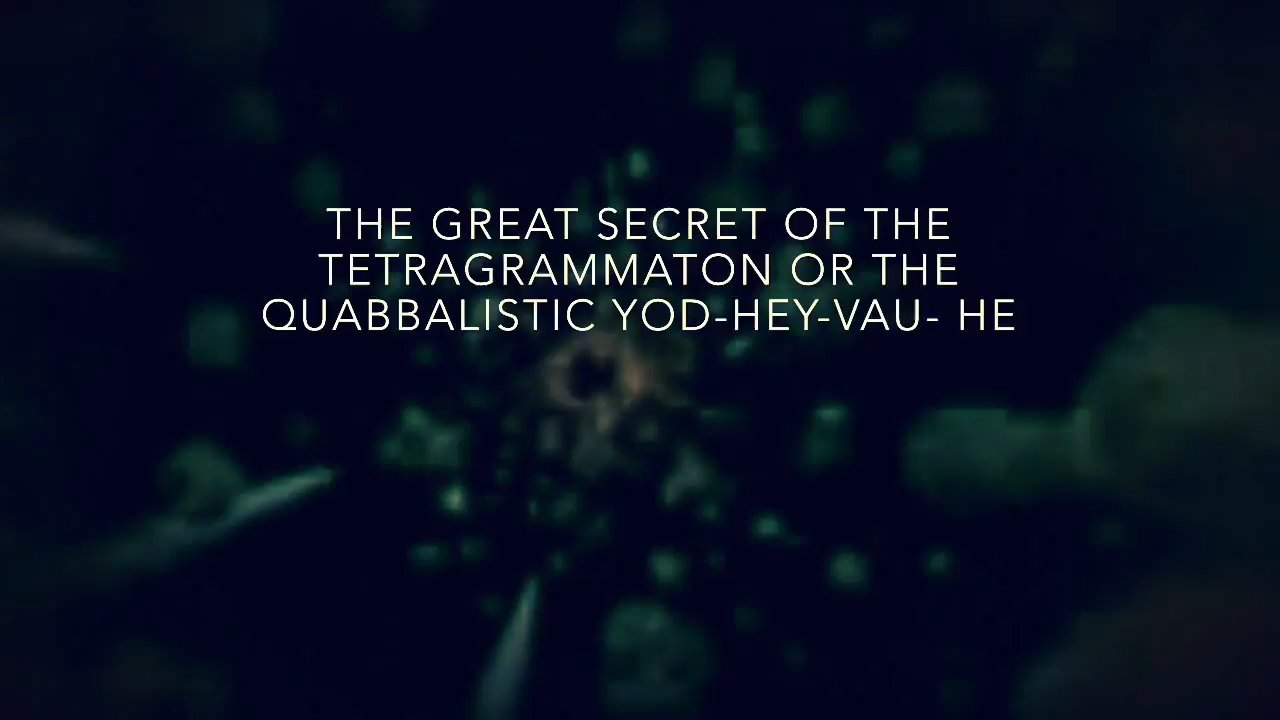 THE GREAT SECRET OF THE
TETRAGRAMMATON OR THE
QUABBALISTIC YOD-HEY-VAU- HE